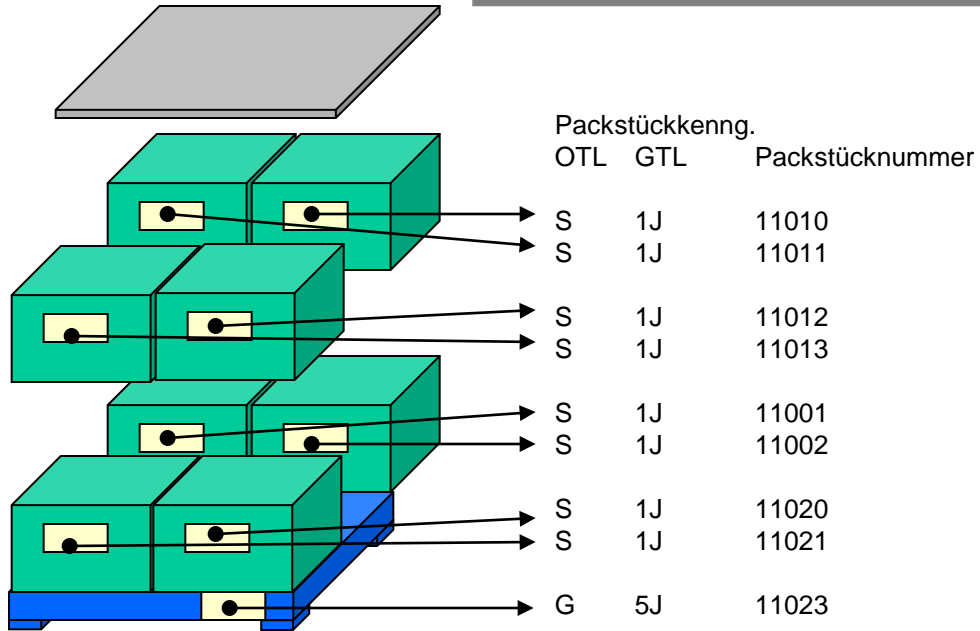 Packstückkenng.
OTL GTL Packstücknummer
S 1J 11010
S 1J 11011
S 1J 11012
S 1J 11013
S 1J 11001
S 1J 11002
S 1J 11020
S 1J 11021
G 5J 11023